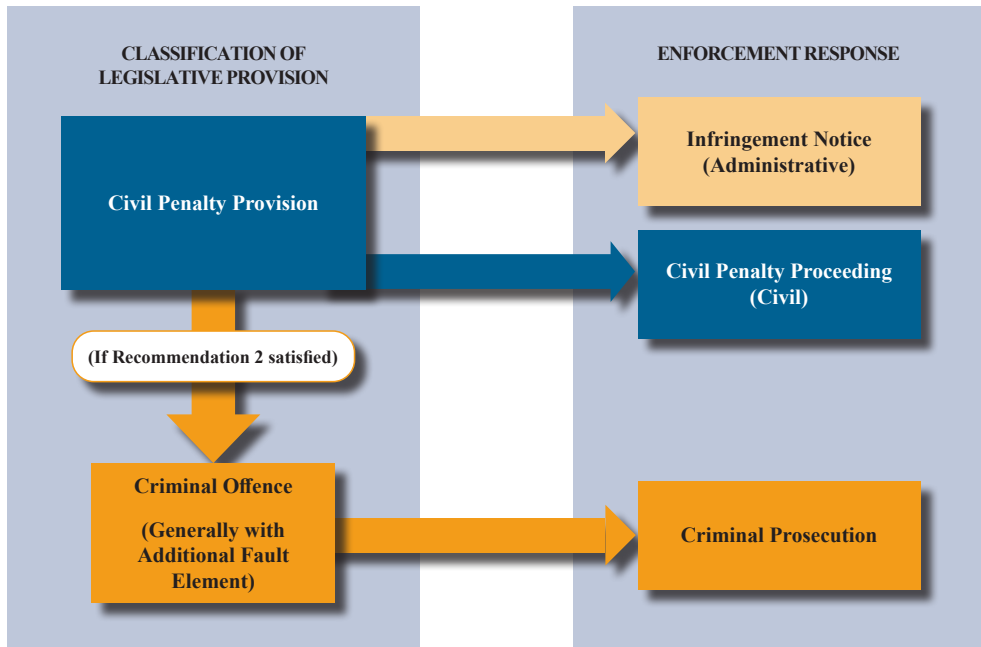 CLASSIFICATION OF
LEGISLATIVE PROVISION
ENFORCEMENT RESPONSE
Civil Penalty Provision
Infringement Notice
(Administrative)
Civil Penalty Proceeding
(Civil)
(If Recommendation 2 satisfied)
Criminal Offence
(Generally with
Additional Fault
Element)
Criminal Prosecution